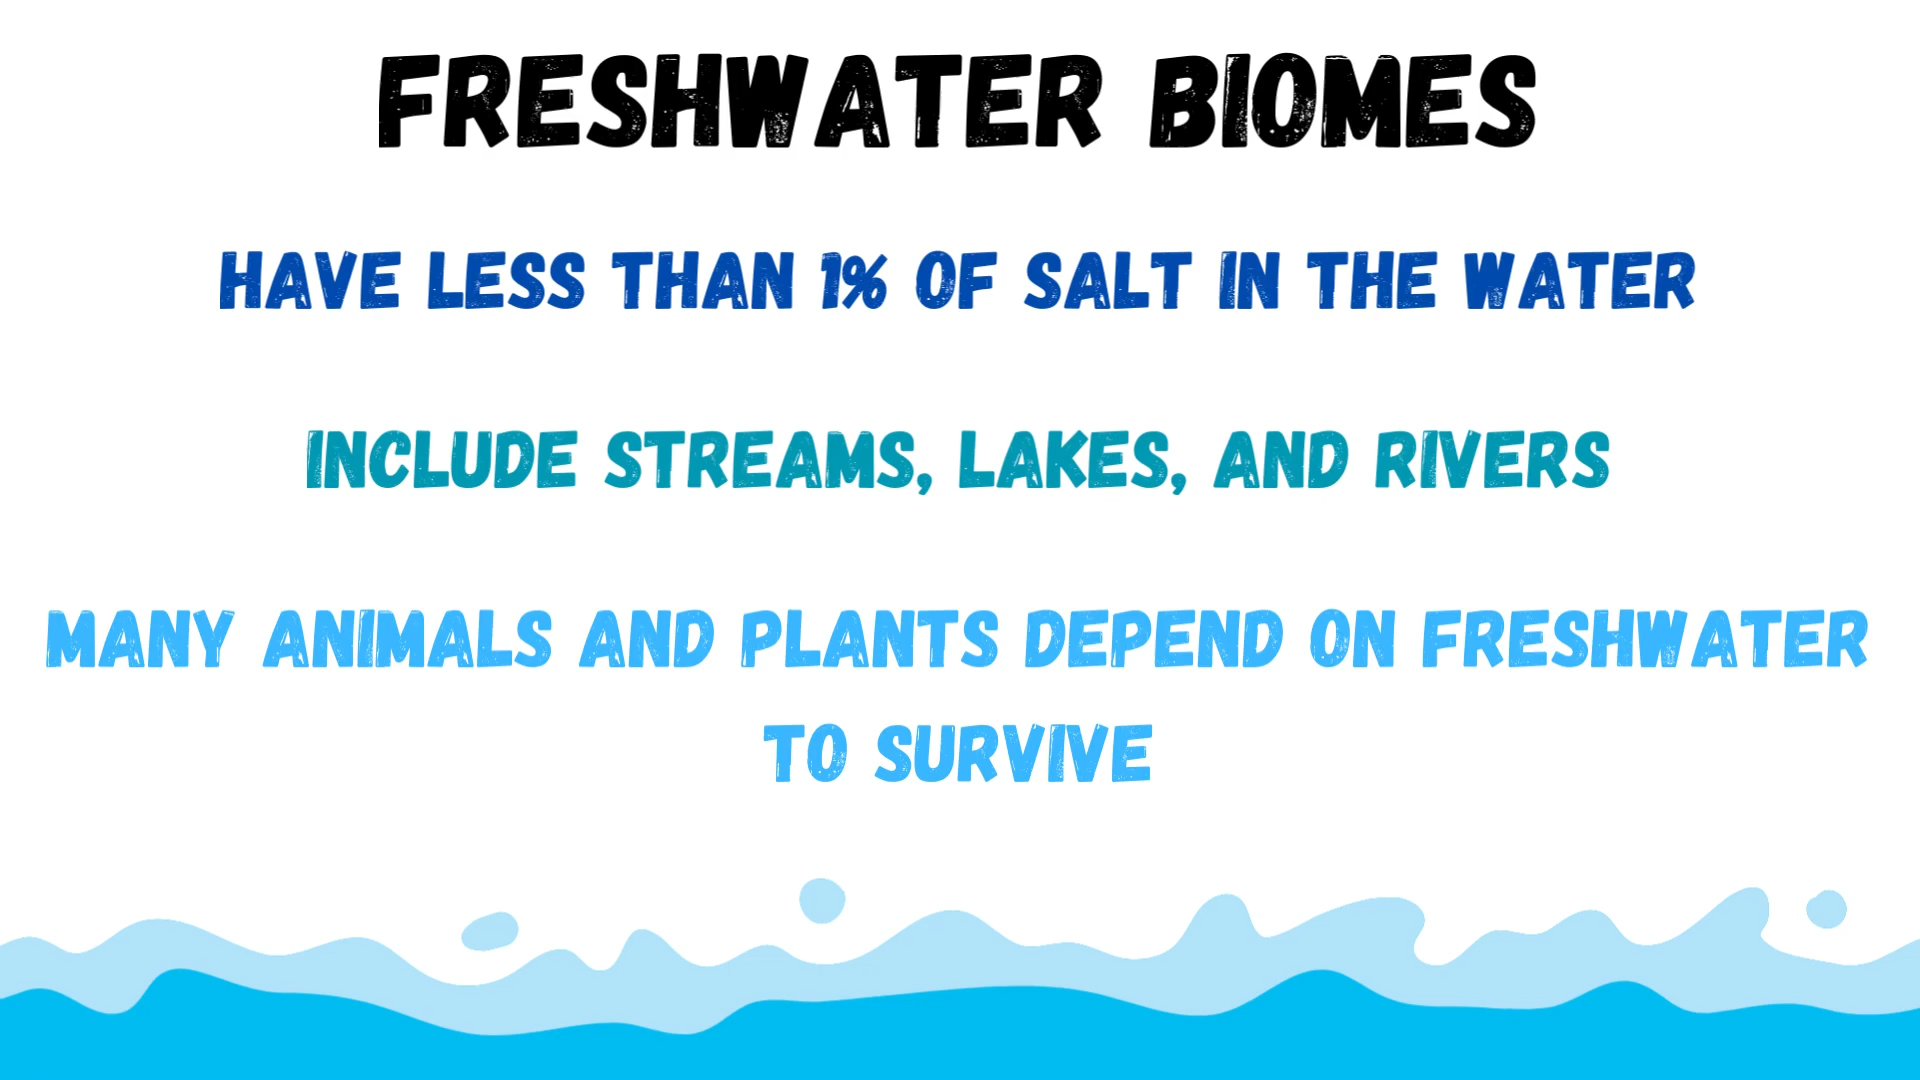 FRESHWATER BIOMES
HAVE LESS THAN 1% OF SALT IN THE WATER
INCLUDE STREAMS, LAKES, AND RIVERS
MANY ANIMALS AND PLANTS DEPEND ON FRESHWATER
TO SURVIVE